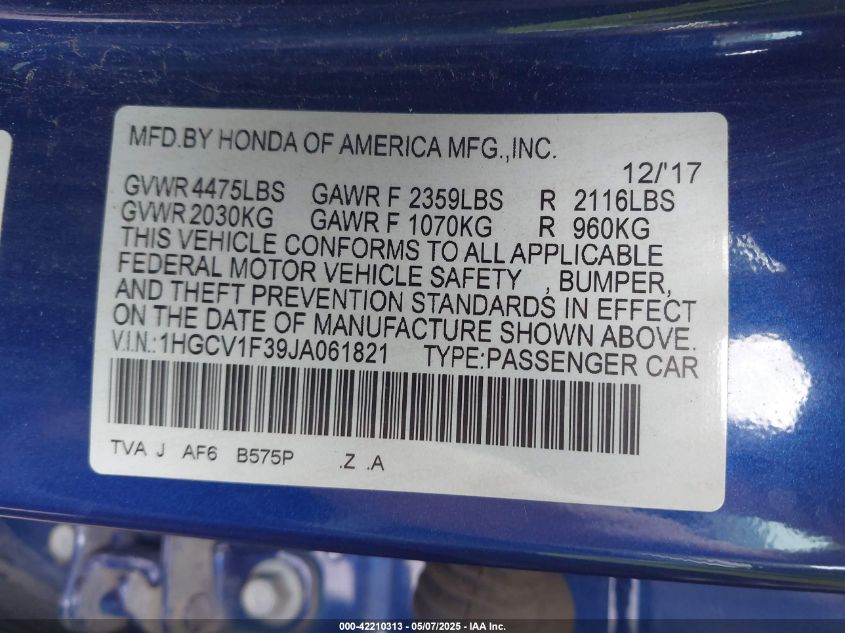 MFD.BY HONDA OF AMERICA MFG.,INC.
12/'17
GVWR 4475LBS GAWR F 2359LBS R 2116LBS
GVWR 2030KG GAWR F 1070KG R 960KG
THIS VEHICLE CONFORMS TO ALL APPLICABLE
FEDERAL MOTOR VEHICLE SAFETY , BUMPER,
AND THEFT PREVENTION STANDARDS IN EFFECT
ON THE DATE OF MANUFACTURE SHOWN ABOVE.
V.I.N.:1HGCV1F39JA061821 TYPE:PASSENGER CAR
TVA J AF6 B575P .Z .A
000-42210313 - 05/07/2025 - IAA Inc.